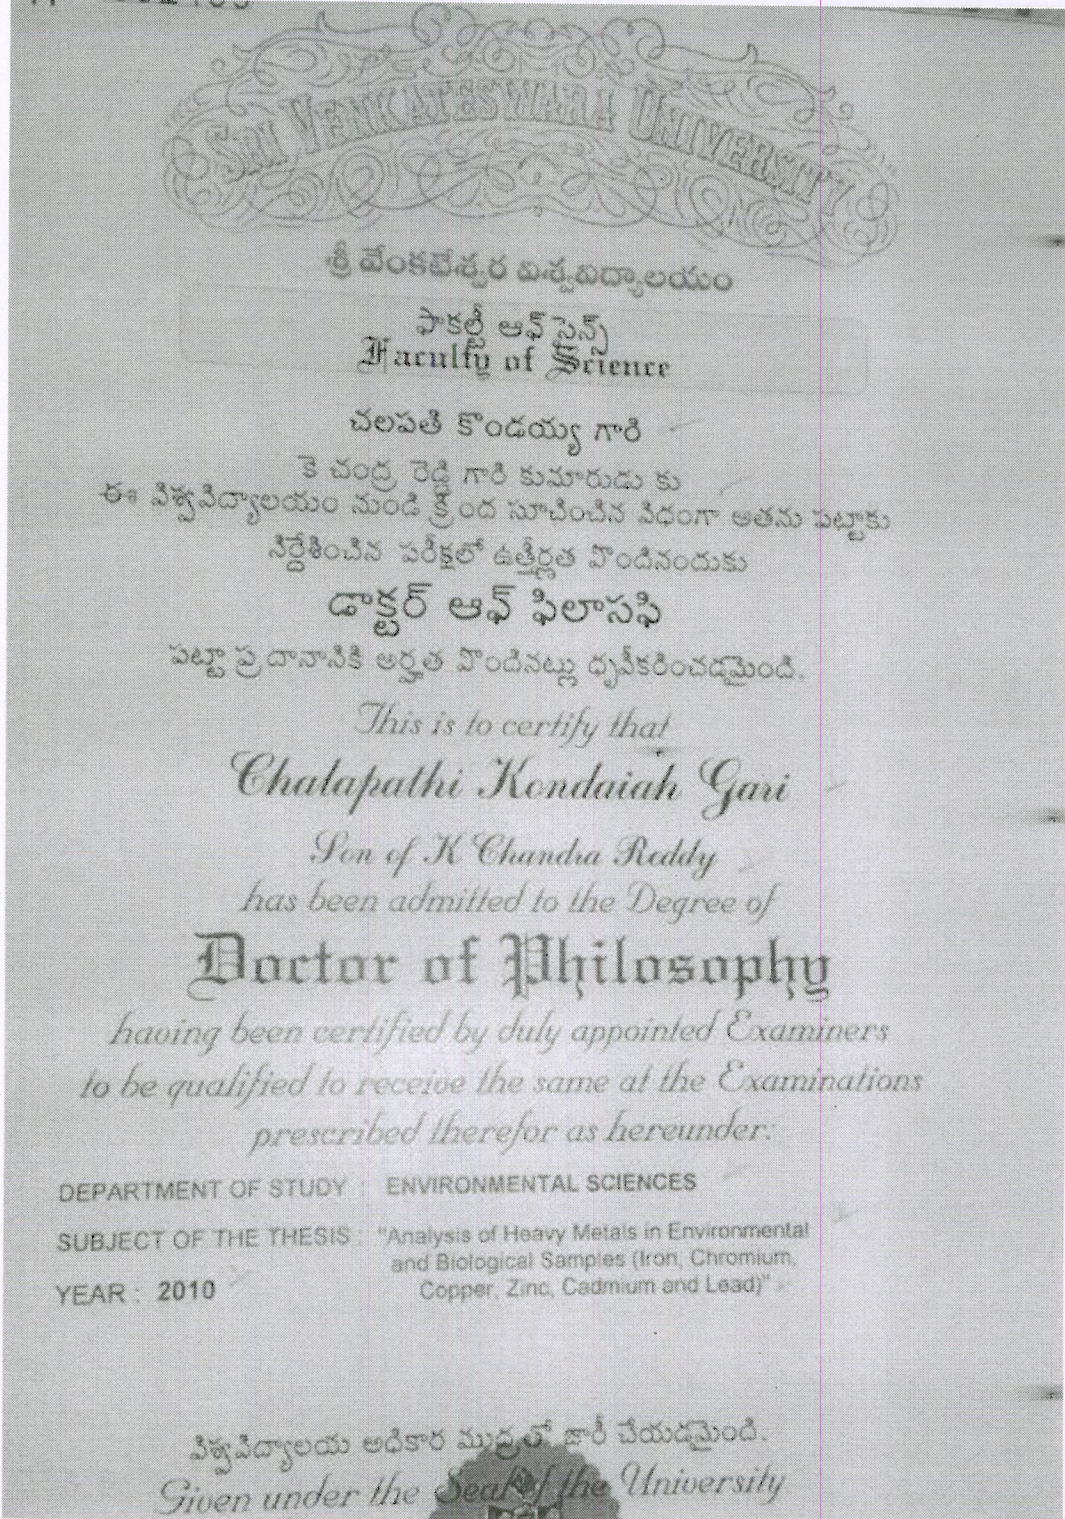 SRI VENKATESWARA UNIVERSITY
శ్రీ వేంకటేశ్వర విశ్వవిద్యాలయం
ఫాకల్టీ ఆఫ్ సైన్స్
Faculty of Science
చలపతి కొండయ్య గారి
కె చంద్ర రెడ్డి గారి కుమారుడు కు
ఈ విశ్వవిద్యాలయం నుండి క్రింద సూచించిన విధంగా అతను పట్టాకు
నిర్దేశించిన పరీక్షలో ఉత్తీర్ణత పొందినందుకు
డాక్టర్ ఆఫ్ ఫిలాసఫి
పట్టా ప్రదానానికి అర్హత పొందినట్లు ధృవీకరించడమైంది.
This is to certify that
Chalapathi Kondaiah Gari
Son of K Chandra Reddy
has been admitted to the Degree of
Doctor of Philosophy
having been certified by duly appointed Examiners
to be qualified to receive the same at the Examinations
prescribed therefor as hereunder:
DEPARTMENT OF STUDY : ENVIRONMENTAL SCIENCES
SUBJECT OF THE THESIS : "Analysis of Heavy Metals in Environmental
and Biological Samples (Iron, Chromium,
Copper, Zinc, Cadmium and Lead)"
YEAR : 2010
విశ్వవిద్యాలయ అధికార ముద్రతో జారీ చేయడమైంది.
Given under the Seal of the University